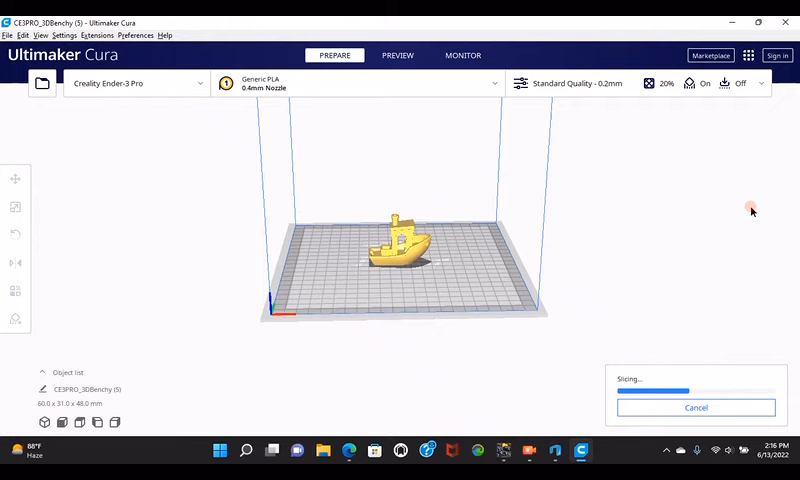 CE3PRO_3DBenchy (5) - Ultimaker Cura
File Edit View Settings Extensions Preferences Help
Ultimaker Cura
PREPARE
PREVIEW
MONITOR
Marketplace
Sign in
Creality Ender-3 Pro
1
Generic PLA
0.4mm Nozzle
Standard Quality - 0.2mm
20%
On
Off
Object list
CE3PRO_3DBenchy (5)
60.0 x 31.0 x 48.0 mm
Slicing...
Cancel
88°F
Haze
2:16 PM
6/13/2022